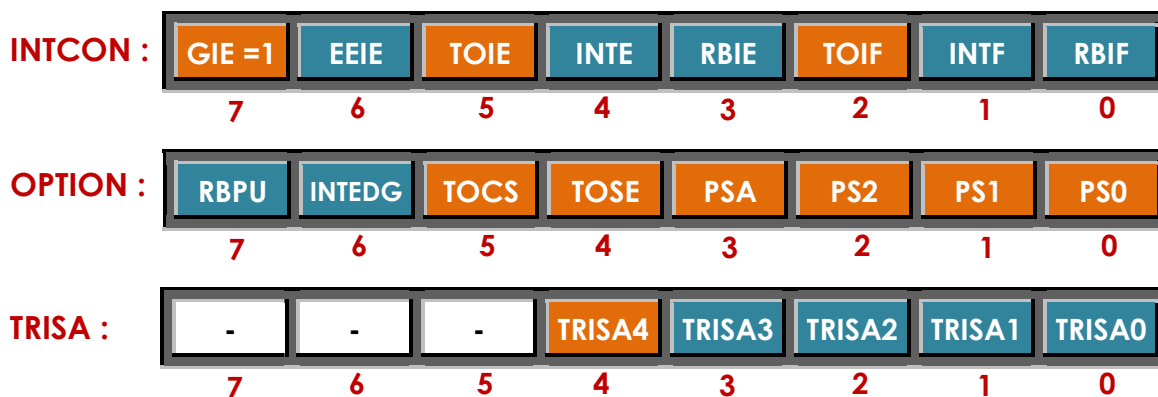 INTCON : GIE =1 EEIE TOIE INTE RBIE TOIF INTF RBIF
7 6 5 4 3 2 1 0
OPTION : RBPU INTEDG TOCS TOSE PSA PS2 PS1 PS0
7 6 5 4 3 2 1 0
TRISA : - - - TRISA4 TRISA3 TRISA2 TRISA1 TRISA0
7 6 5 4 3 2 1 0